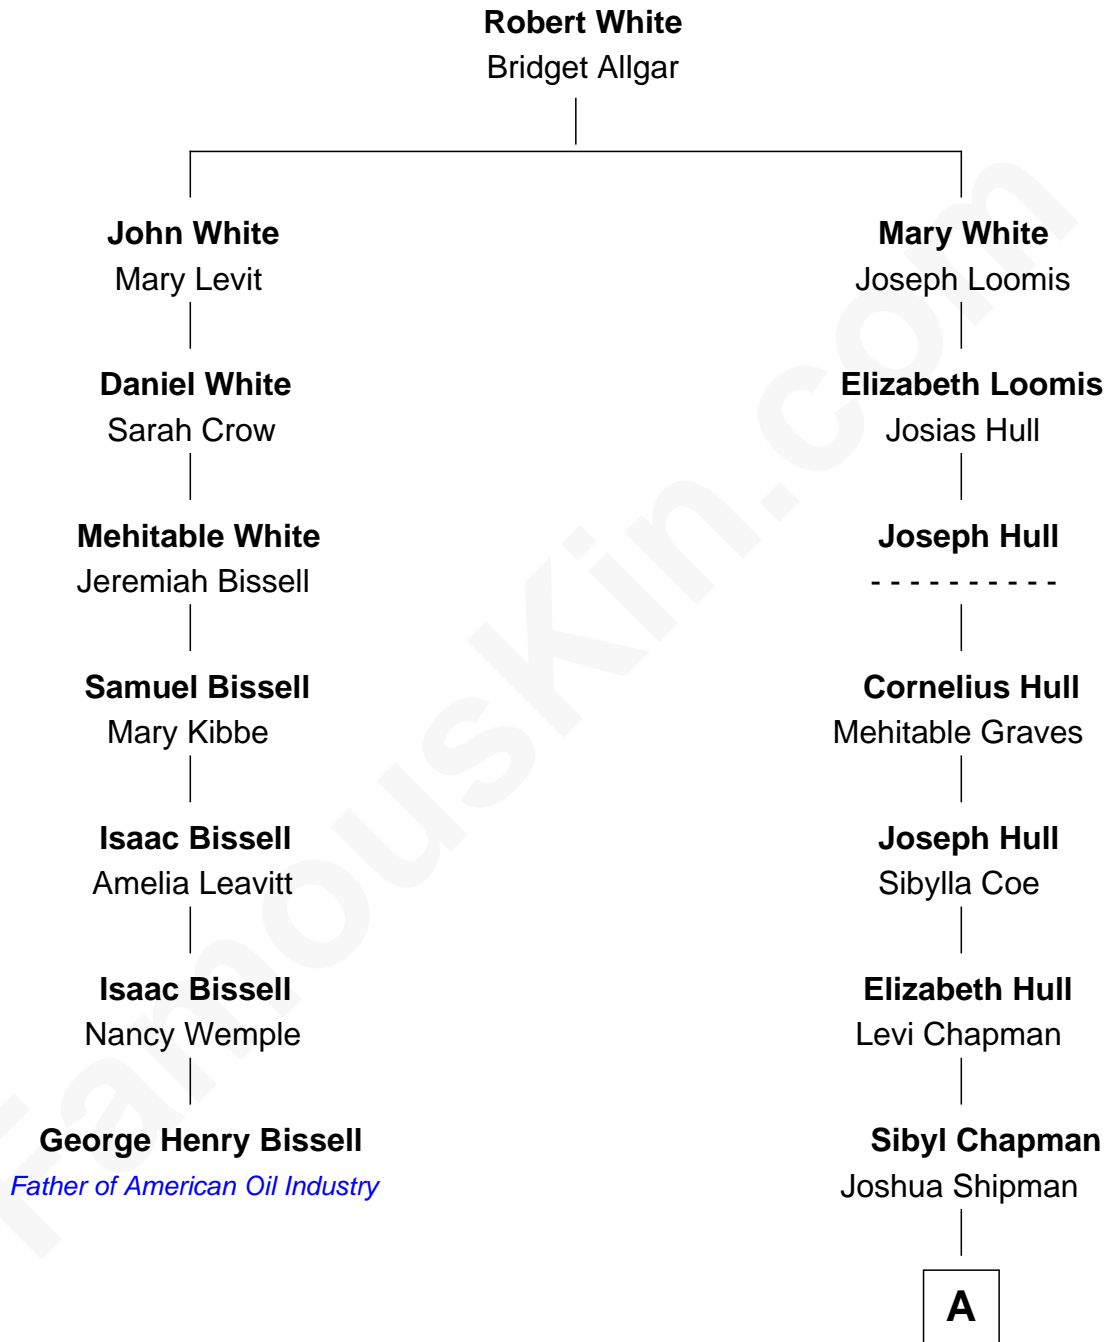 Robert White
Bridget Allgar
John White
Mary Levit
Mary White
Joseph Loomis
Daniel White
Sarah Crow
Elizabeth Loomis
Josias Hull
Mehitable White
Jeremiah Bissell
Joseph Hull
- - - - - - - - - -
Samuel Bissell
Mary Kibbe
Cornelius Hull
Mehitable Graves
Isaac Bissell
Amelia Leavitt
Joseph Hull
Sibylla Coe
Isaac Bissell
Nancy Wemple
Elizabeth Hull
Levi Chapman
George Henry Bissell
Father of American Oil Industry
Sibyl Chapman
Joshua Shipman
A
FamousKin.com